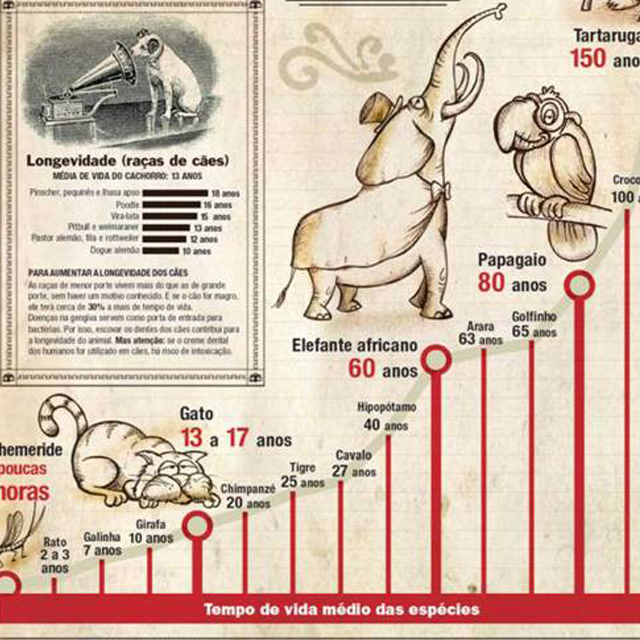 Longevidade (raças de cães)
MÉDIA DE VIDA DO CACHORRO: 13 ANOS
Pinscher, pequinês e lhasa apso 18 anos
Poodle 16 anos
Vira-lata 15 anos
Pitbull e weimaraner 13 anos
Pastor alemão, fila e rottweiler 12 anos
Dogue alemão 10 anos
PARA AUMENTAR A LONGEVIDADE DOS CÃES
As raças de menor porte vivem mais do que as de grande
porte, sem haver um motivo conhecido. E se o cão for magro,
ele terá cerca de 30% a mais de tempo de vida.
Doenças na gengiva servem como porta de entrada para
bactérias. Por isso, escovar os dentes dos cães contribui para
a longevidade do animal. Mas atenção: se o creme dental
dos humanos for utilizado em cães, há risco de intoxicação.
Tartaruga
150 ano
Croco
100
Papagaio
80 anos
Golfinho
65 anos
Arara
63 anos
Elefante africano
60 anos
Hipopótamo
40 anos
Cavalo
27 anos
Tigre
25 anos
Chimpanzé
20 anos
Gato
13 a 17 anos
Girafa
10 anos
Galinha
7 anos
Rato
2 a 3
anos
hemeride
poucas
horas
Tempo de vida médio das espécies